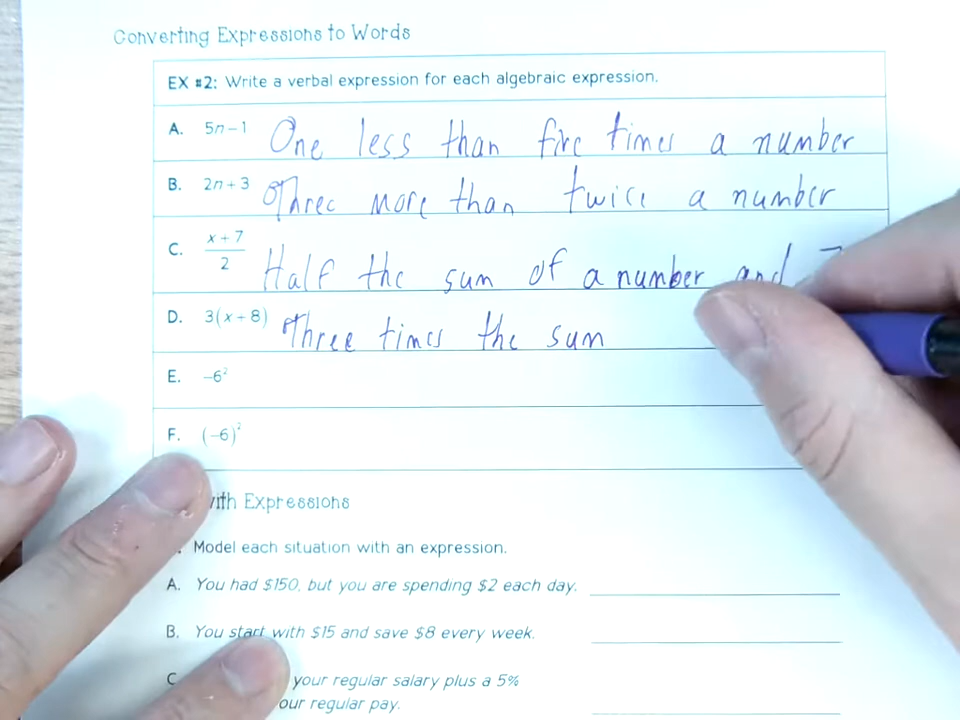 Converting Expressions to Words
EX #2: Write a verbal expression for each algebraic expression.
A. 5n-1 One less than five times a number
B. 2n+3 Three more than twice a number
C. x+7/2 Half the sum of a number and 7
D. 3(x+8) Three times the sum
E. -6²
F. (-6)²
with Expressions
Model each situation with an expression.
A. You had $150, but you are spending $2 each day.
B. You start with $15 and save $8 every week.
C your regular salary plus a 5%
our regular pay.